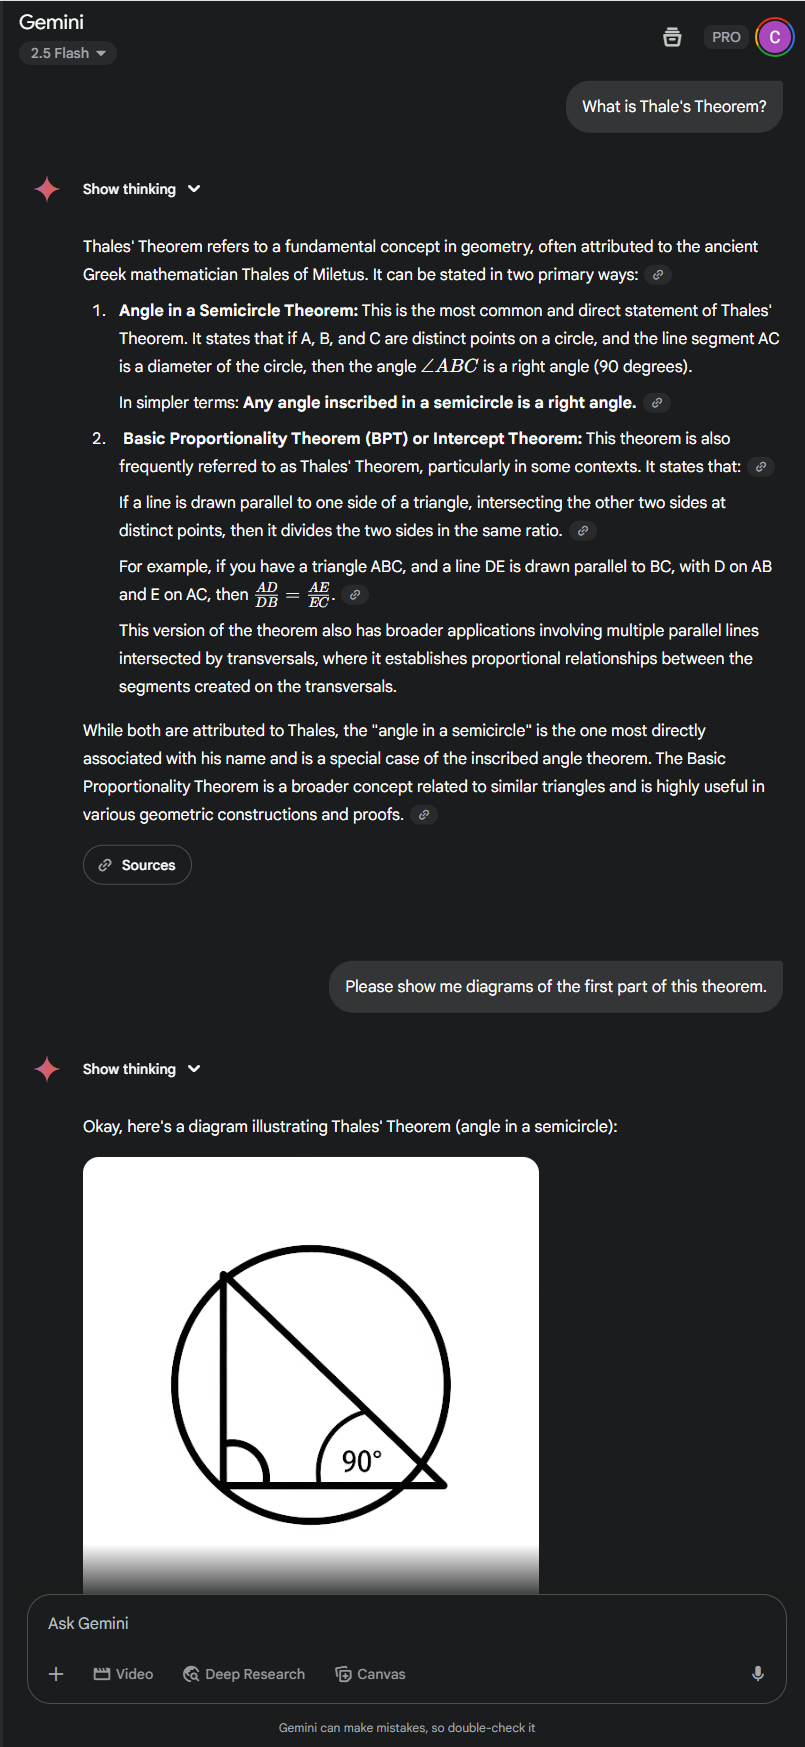 Gemini
2.5 Flash
PRO
C
What is Thale's Theorem?
Show thinking
Thales' Theorem refers to a fundamental concept in geometry, often attributed to the ancient
Greek mathematician Thales of Miletus. It can be stated in two primary ways:
1. Angle in a Semicircle Theorem: This is the most common and direct statement of Thales'
Theorem. It states that if A, B, and C are distinct points on a circle, and the line segment AC
is a diameter of the circle, then the angle ∠ABC is a right angle (90 degrees).
In simpler terms: Any angle inscribed in a semicircle is a right angle.
2. Basic Proportionality Theorem (BPT) or Intercept Theorem: This theorem is also
frequently referred to as Thales' Theorem, particularly in some contexts. It states that:
If a line is drawn parallel to one side of a triangle, intersecting the other two sides at
distinct points, then it divides the two sides in the same ratio.
For example, if you have a triangle ABC, and a line DE is drawn parallel to BC, with D on AB
and E on AC, then AD/DB = AE/EC.
This version of the theorem also has broader applications involving multiple parallel lines
intersected by transversals, where it establishes proportional relationships between the
segments created on the transversals.
While both are attributed to Thales, the "angle in a semicircle" is the one most directly
associated with his name and is a special case of the inscribed angle theorem. The Basic
Proportionality Theorem is a broader concept related to similar triangles and is highly useful in
various geometric constructions and proofs.
Sources
Please show me diagrams of the first part of this theorem.
Show thinking
Okay, here's a diagram illustrating Thales' Theorem (angle in a semicircle):
90°
Ask Gemini
Video
Deep Research
Canvas
Gemini can make mistakes, so double-check it